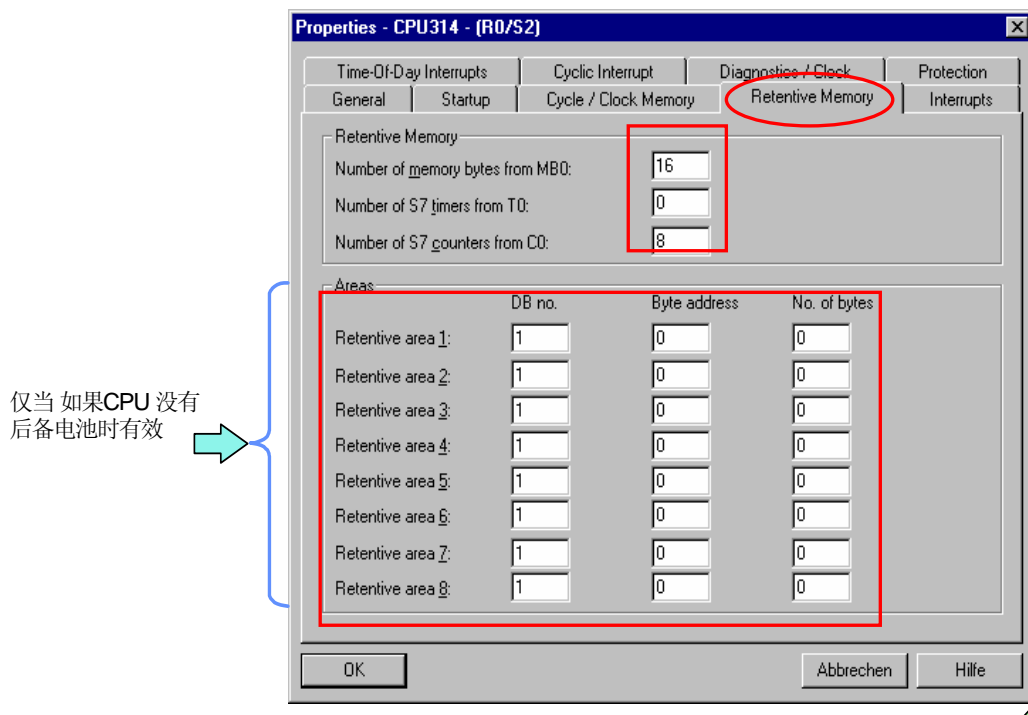 Properties - CPU314 - (R0/S2)
Time-Of-Day Interrupts Cyclic Interrupt Diagnostics / Clock Protection
General Startup Cycle / Clock Memory Retentive Memory Interrupts
Retentive Memory
Number of memory bytes from MB0: 16
Number of S7 timers from T0: 0
Number of S7 counters from C0: 8
Areas
DB no. Byte address No. of bytes
Retentive area 1: 1 0 0
Retentive area 2: 1 0 0
Retentive area 3: 1 0 0
Retentive area 4: 1 0 0
Retentive area 5: 1 0 0
Retentive area 6: 1 0 0
Retentive area 7: 1 0 0
Retentive area 8: 1 0 0
仅当 如果CPU 没有
后备电池时有效
OK Abbrechen Hilfe